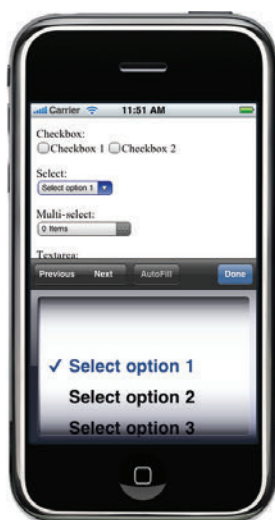 Carrier 11:51 AM
Checkbox:
Checkbox 1 Checkbox 2
Select:
Select option 1
Multi-select:
0 Items
Textarea:
Previous Next AutoFill Done
✓ Select option 1
Select option 2
Select option 3